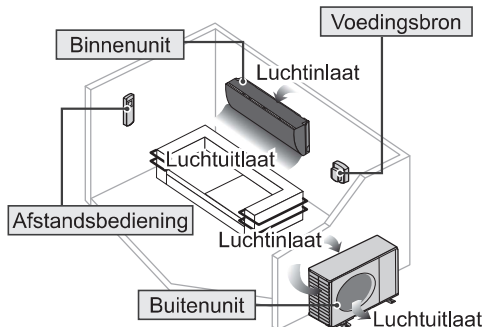 Voedingsbron
Binnenunit
Luchtinlaat
Luchtuitlaat
Afstandsbediening
Luchtinlaat
Buitenunit
Luchtuitlaat